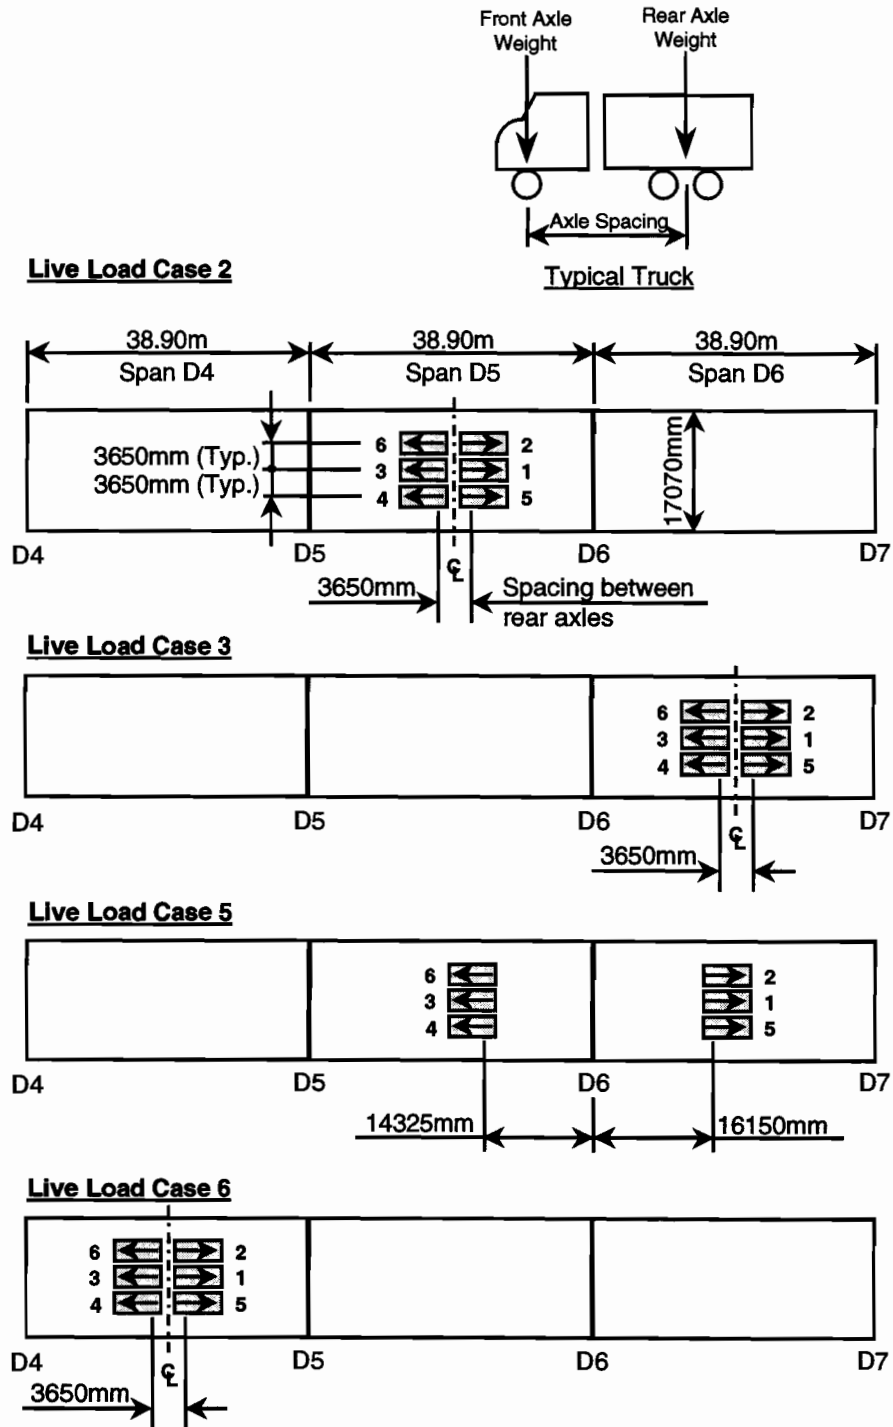 Front Axle
Weight
Rear Axle
Weight
Axle Spacing
Typical Truck
Live Load Case 2
38.90m
38.90m
38.90m
Span D4
Span D5
Span D6
3650mm (Typ.)
3650mm (Typ.)
6
2
3
1
4
5
17070mm
D4
D5
D6
D7
℄
3650mm
Spacing between
rear axles
Live Load Case 3
6
2
3
1
4
5
D4
D5
D6
D7
℄
3650mm
Live Load Case 5
6
2
3
1
4
5
D4
D5
D6
D7
14325mm
16150mm
Live Load Case 6
6
2
3
1
4
5
D4
D5
D6
D7
℄
3650mm